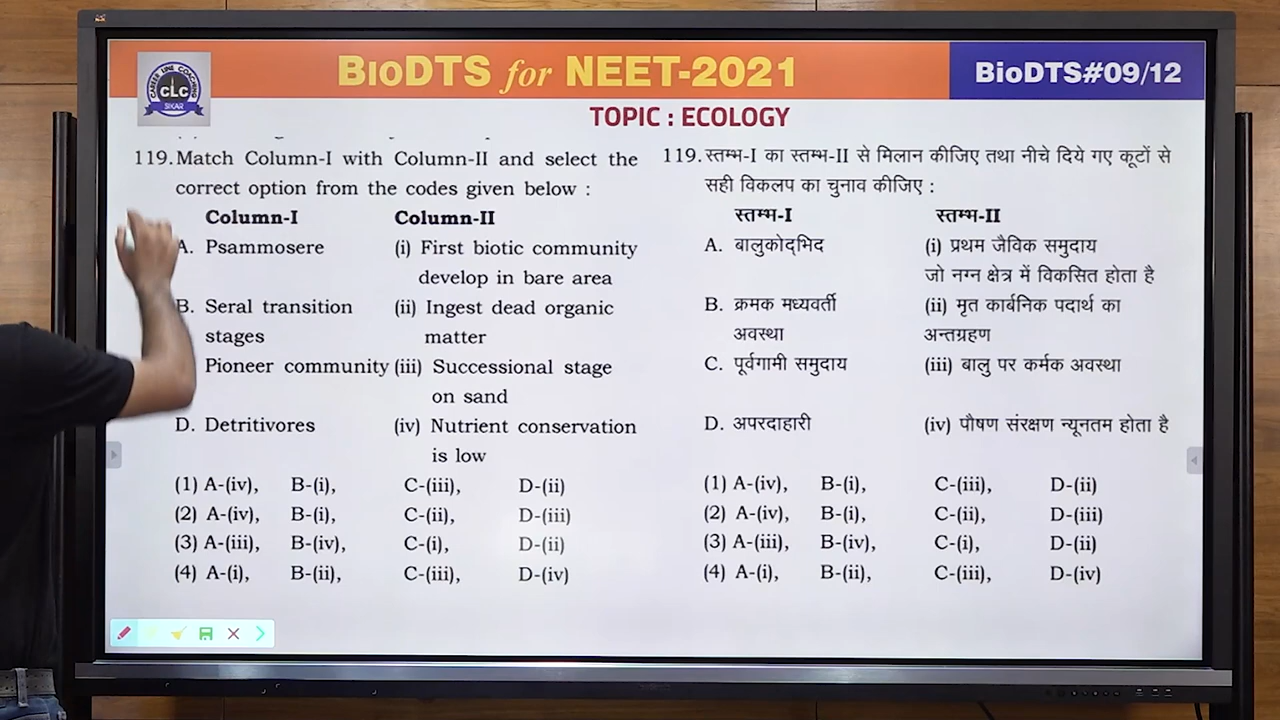 BIODTS for NEET-2021
BioDTS#09/12
CAREER LINE COACHING
CLC
SIKAR
TOPIC : ECOLOGY
119. Match Column-I with Column-II and select the
correct option from the codes given below :
Column-I Column-II
A. Psammosere (i) First biotic community
develop in bare area
B. Seral transition (ii) Ingest dead organic
stages matter
Pioneer community (iii) Successional stage
on sand
D. Detritivores (iv) Nutrient conservation
is low
(1) A-(iv), B-(i), C-(iii), D-(ii)
(2) A-(iv), B-(i), C-(ii), D-(iii)
(3) A-(iii), B-(iv), C-(i), D-(ii)
(4) A-(i), B-(ii), C-(iii), D-(iv)
119. स्तम्भ-I का स्तम्भ-II से मिलान कीजिए तथा नीचे दिये गए कूटों से
सही विकल्प का चुनाव कीजिए :
स्तम्भ-I स्तम्भ-II
A. बालुकोद्भिद (i) प्रथम जैविक समुदाय
जो नग्न क्षेत्र में विकसित होता है
B. क्रमक मध्यवर्ती (ii) मृत कार्बनिक पदार्थ का
अवस्था अन्तग्रहण
C. पूर्वगामी समुदाय (iii) बालु पर कर्मक अवस्था
D. अपरदाहारी (iv) पौषण संरक्षण न्यूनतम होता है
(1) A-(iv), B-(i), C-(iii), D-(ii)
(2) A-(iv), B-(i), C-(ii), D-(iii)
(3) A-(iii), B-(iv), C-(i), D-(ii)
(4) A-(i), B-(ii), C-(iii), D-(iv)